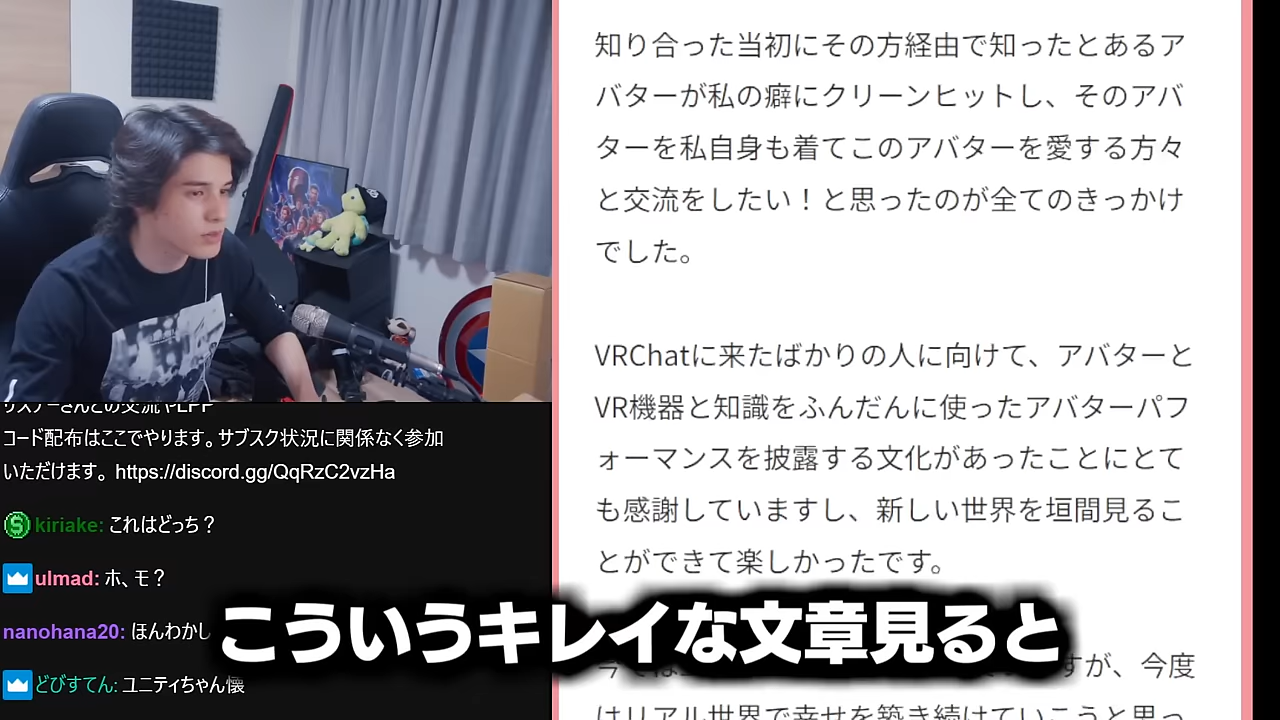 知り合った当初にその方経由で知ったとあるア
バターが私の癖にクリーンヒットし、そのアバ
ターを私自身も着てこのアバターを愛する方々
と交流をしたい！と思ったのが全てのきっかけ
でした。
VRChatに来たばかりの人に向けて、アバターと
VR機器と知識をふんだんに使ったアバターパフ
ォーマンスを披露する文化があったことにとて
も感謝していますし、新しい世界を垣間見るこ
とができて楽しかったです。
すが、今度
はリアル世界で幸せを築き続けていこうと思っ
リスナーさんとの交流やLFF
コード配布はここでやります。サブスク状況に関係なく参加
いただけます。 https://discord.gg/QqRzC2vzHa
kiriake: これはどっち？
ulmad: ホ、モ？
nanohana20: ほんわかし
どびすてん: ユニティちゃん懐
こういうキレイな文章見ると